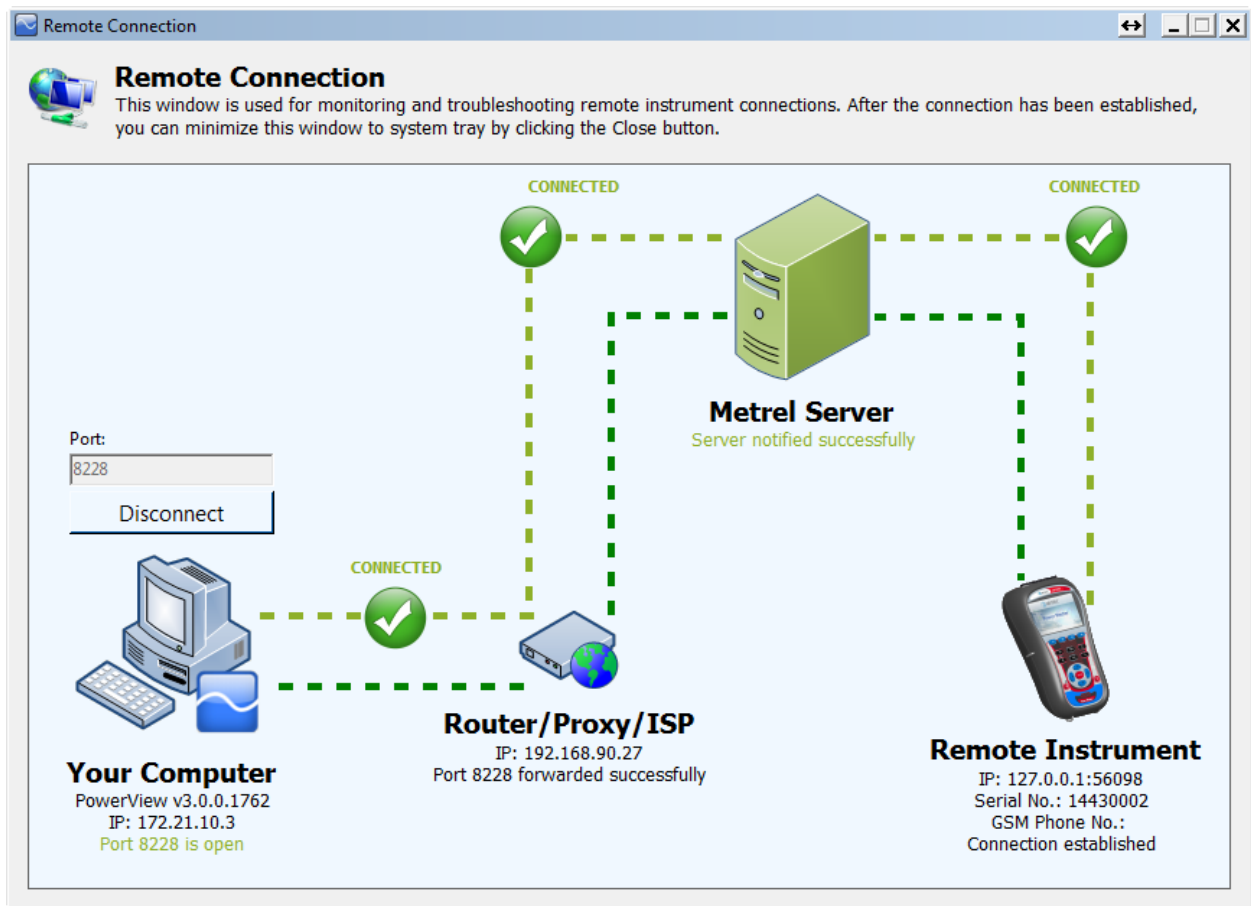 Remote Connection
Remote Connection
This window is used for monitoring and troubleshooting remote instrument connections. After the connection has been established,
you can minimize this window to system tray by clicking the Close button.
CONNECTED
CONNECTED
Metrel Server
Server notified successfully
Port:
8228
Disconnect
CONNECTED
Router/Proxy/ISP
IP: 192.168.90.27
Port 8228 forwarded successfully
Your Computer
PowerView v3.0.0.1762
IP: 172.21.10.3
Port 8228 is open
Remote Instrument
IP: 127.0.0.1:56098
Serial No.: 14430002
GSM Phone No.:
Connection established